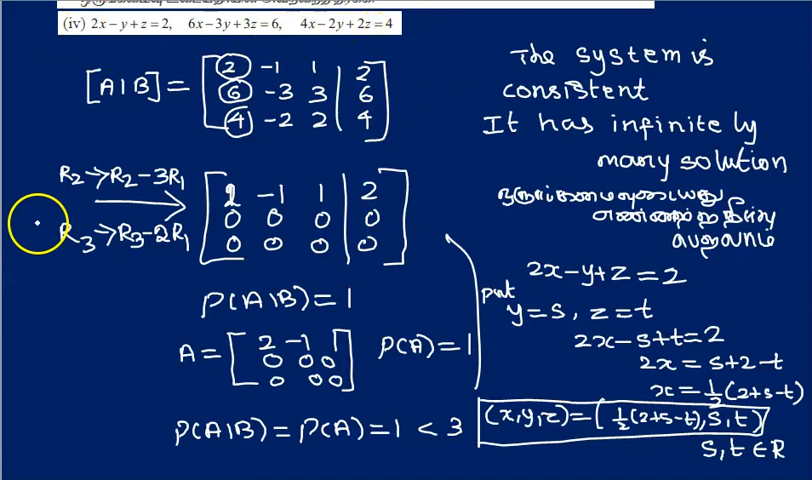 (iv) 2x − y + z = 2, 6x − 3y + 3z = 6, 4x − 2y + 2z = 4
[A|B] = [ 2 -1 1 | 2
6 -3 3 | 6
4 -2 2 | 4 ]
R2→R2-3R1
R3→R3-2R1
[ 2 -1 1 | 2
0 0 0 | 0
0 0 0 | 0 ]
ρ(A|B) = 1
A = [ 2 -1 1
0 0 0
0 0 0 ]
ρ(A) = 1
ρ(A|B) = ρ(A) = 1 < 3
The system is
consistent
It has infinitely
many solution
2x-y+z = 2
put
y=s, z=t
2x-s+t=2
2x = s+2-t
x=½(2+s-t)
(x,y,z)=(½(2+s-t), s, t)
s,t ∈ R